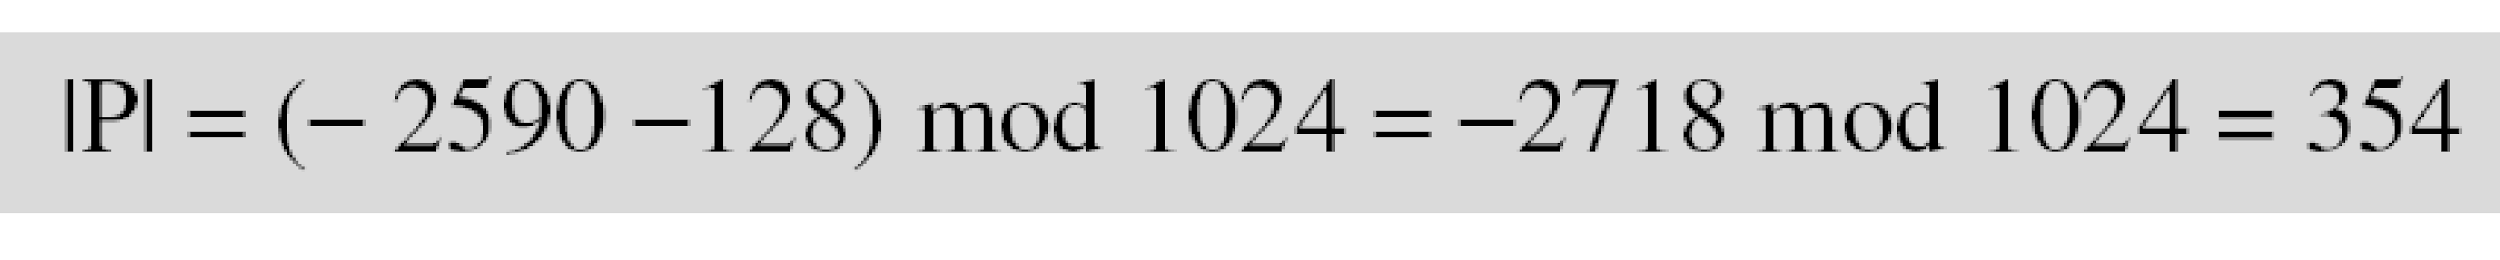 |P| = (− 2590 −128) mod 1024 = −2718 mod 1024 = 354